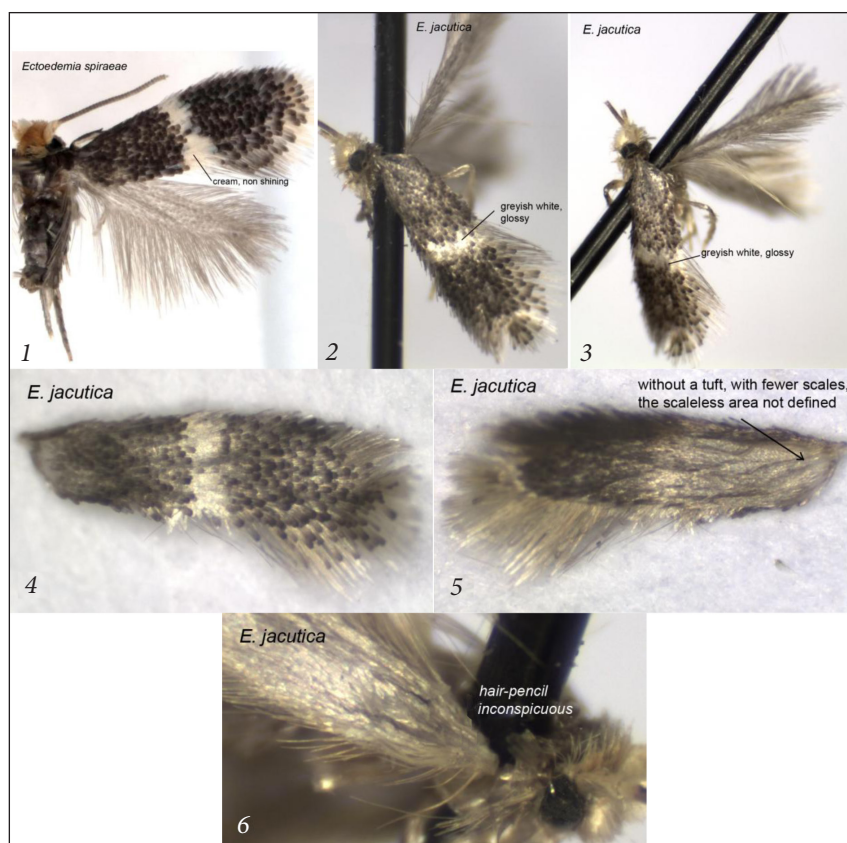 Ectoedemia spiraeae
cream, non shining
1
E. jacutica
greyish white,
glossy
2
E. jacutica
greyish white, glossy
3
E. jacutica
4
E. jacutica
without a tuft, with fewer scales,
the scaleless area not defined
5
E. jacutica
hair-pencil
inconspicuous
6